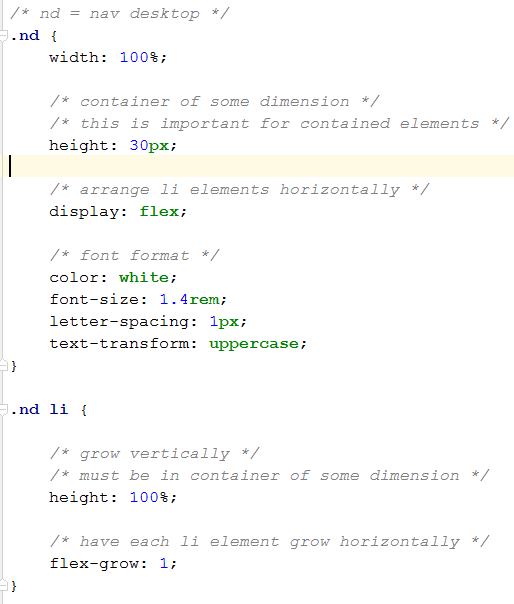 /* nd = nav desktop */
.nd {
width: 100%;
/* container of some dimension */
/* this is important for contained elements */
height: 30px;
/* arrange li elements horizontally */
display: flex;
/* font format */
color: white;
font-size: 1.4rem;
letter-spacing: 1px;
text-transform: uppercase;
}
.nd li {
/* grow vertically */
/* must be in container of some dimension */
height: 100%;
/* have each li element grow horizontally */
flex-grow: 1;
}